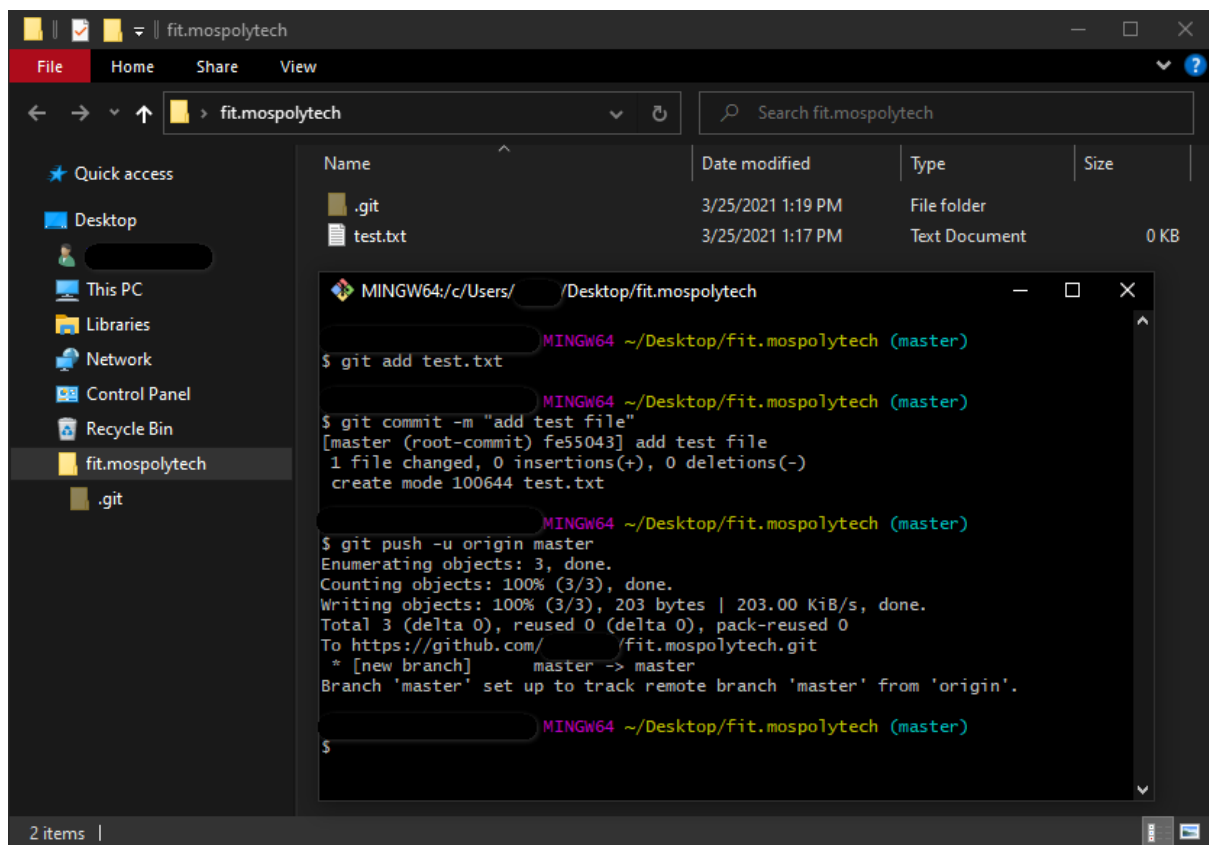 fit.mospolytech
File Home Share View
fit.mospolytech Search fit.mospolytech
Name Date modified Type Size
.git 3/25/2021 1:19 PM File folder
test.txt 3/25/2021 1:17 PM Text Document 0 KB
Quick access
Desktop
This PC
Libraries
Network
Control Panel
Recycle Bin
fit.mospolytech
.git
MINGW64:/c/Users/ /Desktop/fit.mospolytech
MINGW64 ~/Desktop/fit.mospolytech (master)
$ git add test.txt
MINGW64 ~/Desktop/fit.mospolytech (master)
$ git commit -m "add test file"
[master (root-commit) fe55043] add test file
1 file changed, 0 insertions(+), 0 deletions(-)
create mode 100644 test.txt
MINGW64 ~/Desktop/fit.mospolytech (master)
$ git push -u origin master
Enumerating objects: 3, done.
Counting objects: 100% (3/3), done.
Writing objects: 100% (3/3), 203 bytes | 203.00 KiB/s, done.
Total 3 (delta 0), reused 0 (delta 0), pack-reused 0
To https://github.com/ /fit.mospolytech.git
* [new branch] master -> master
Branch 'master' set up to track remote branch 'master' from 'origin'.
MINGW64 ~/Desktop/fit.mospolytech (master)
$
2 items